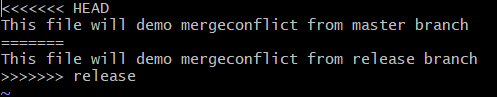 <<<<<<< HEAD
This file will demo mergeconflict from master branch
=======
This file will demo mergeconflict from release branch
>>>>>>> release
~